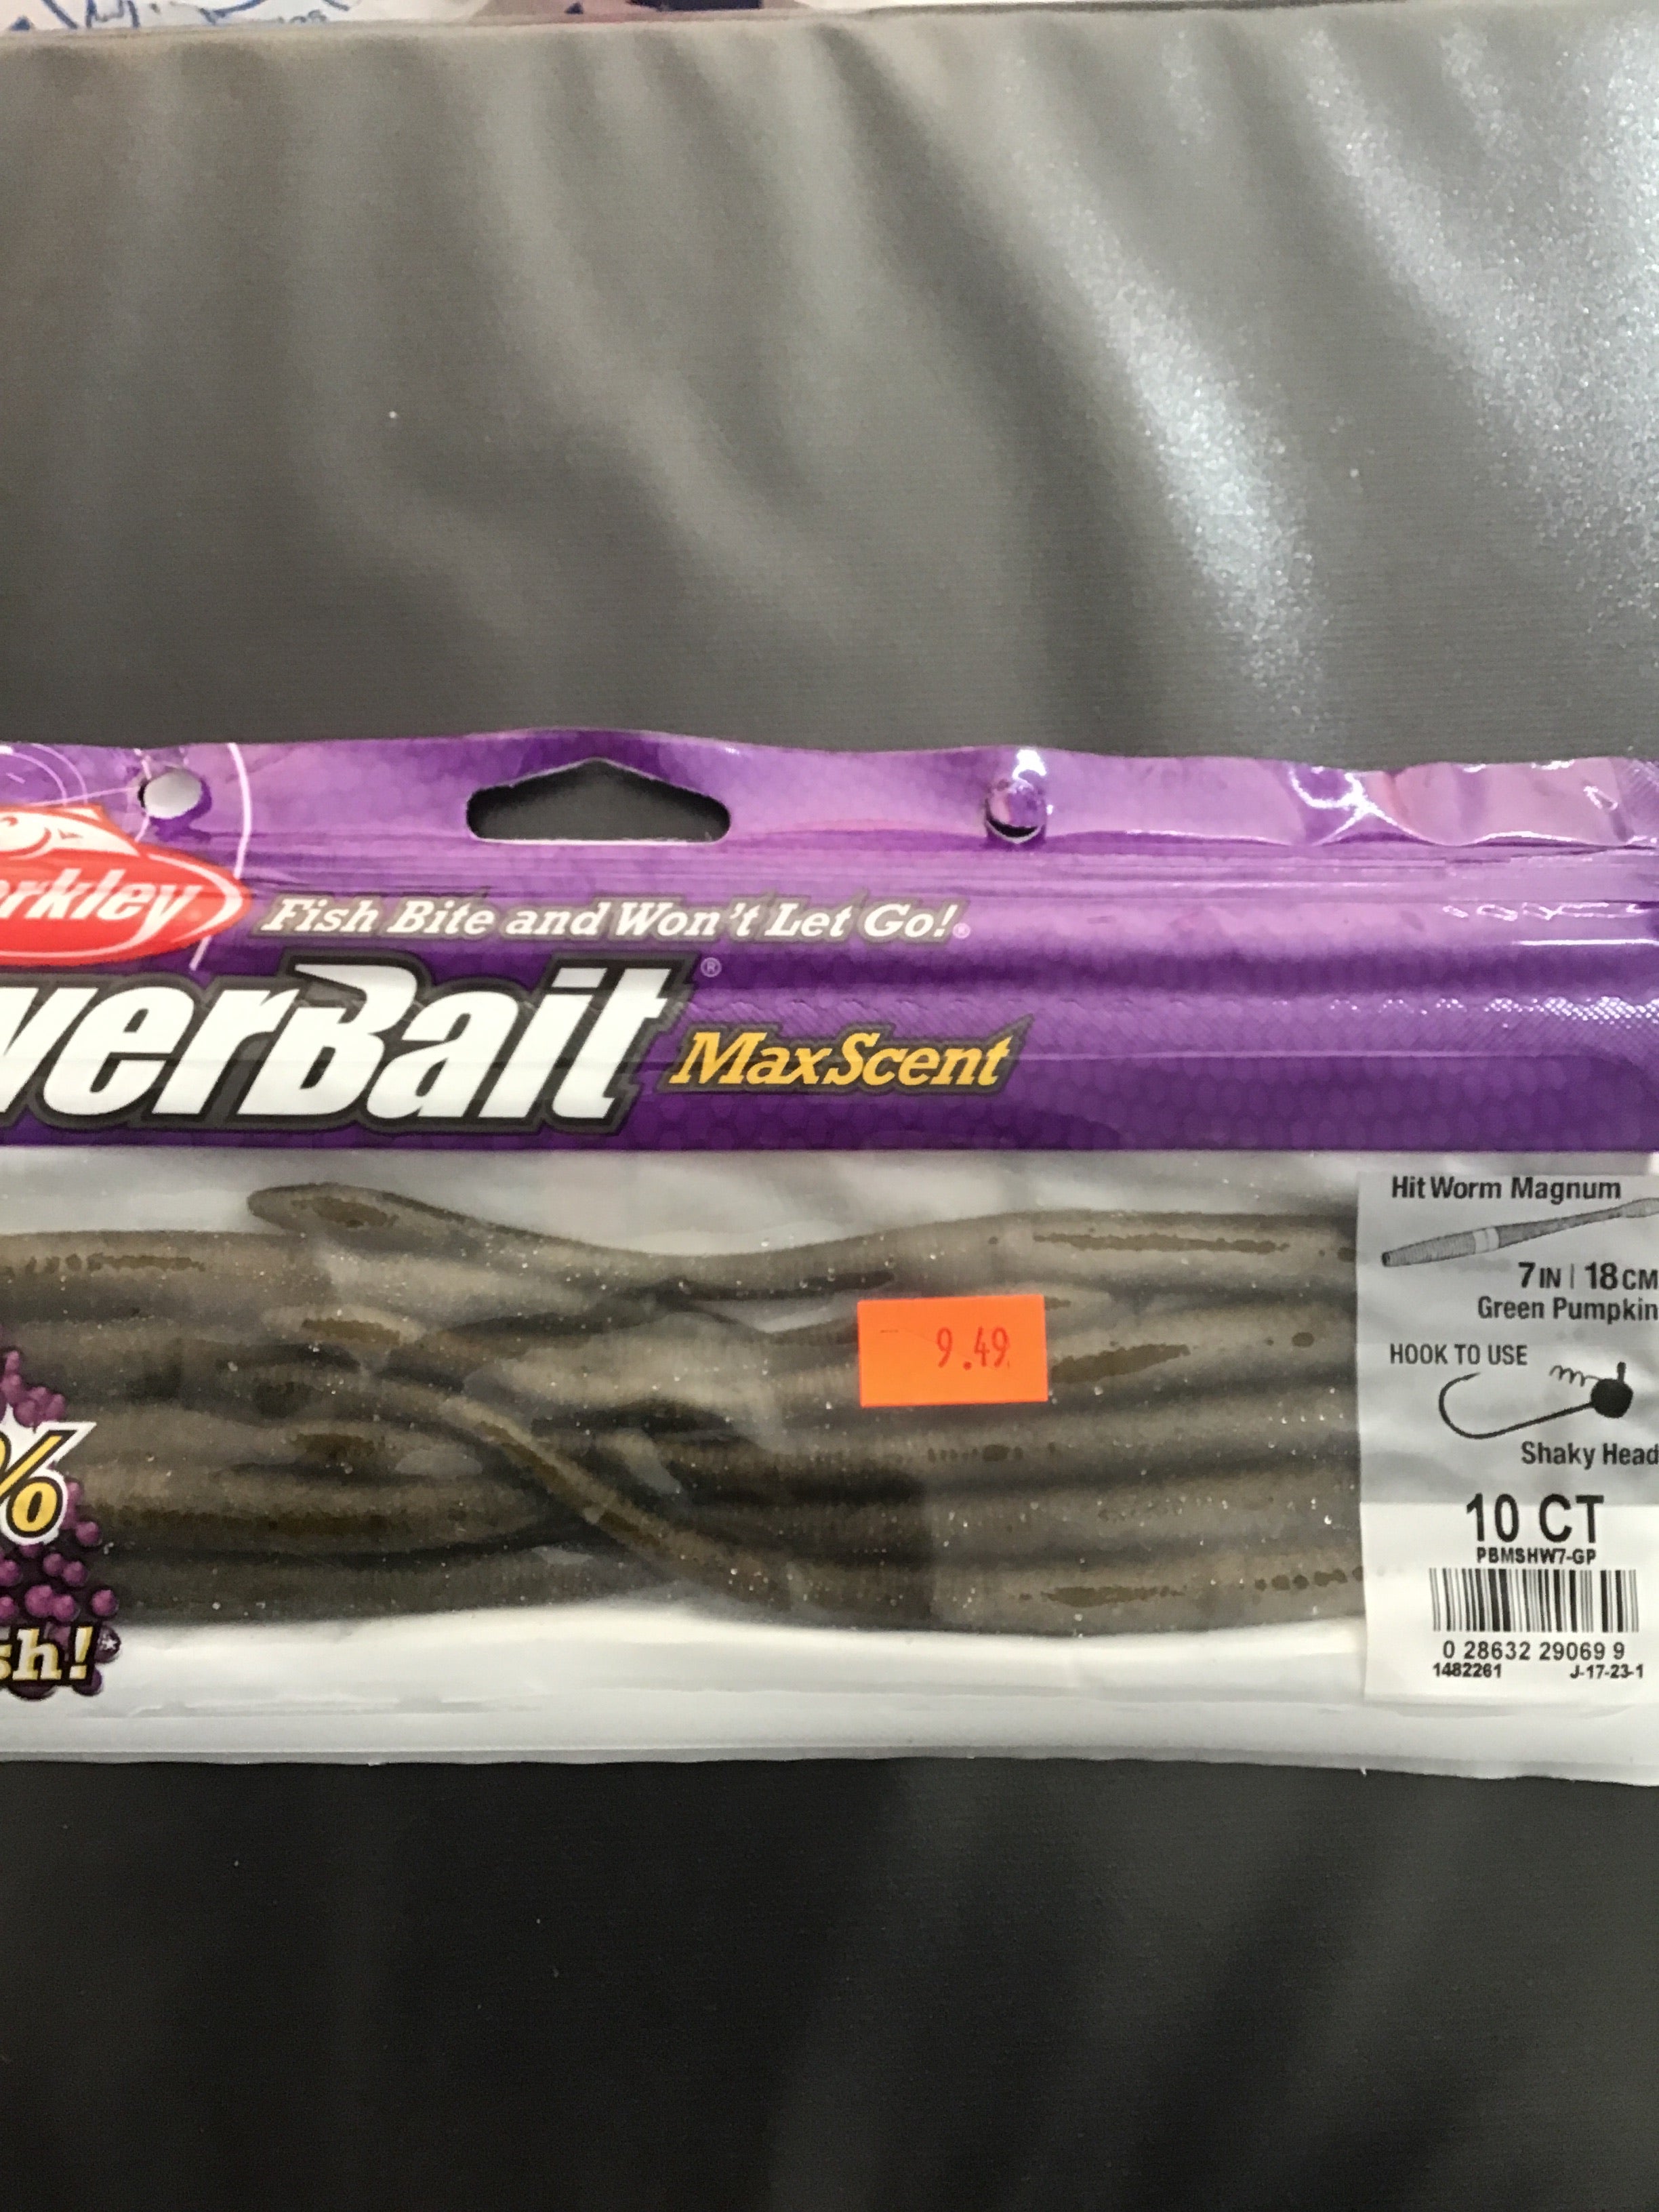 rkley
Fish Bite and Won't Let Go!®
werBait®
MaxScent
Hit Worm Magnum
7IN | 18CM
Green Pumpkin
9.49
HOOK TO USE
Shaky Head
%
10 CT
PBMSHW7-GP
sh!
0 28632 29069 9
1482261 J-17-23-1